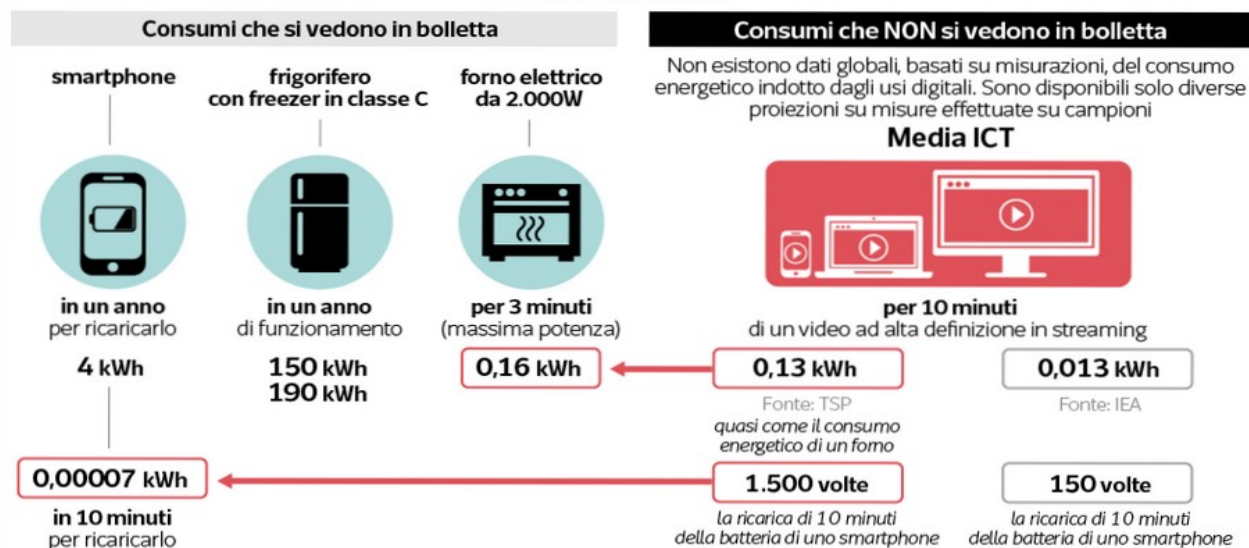 Consumi che si vedono in bolletta
smartphone
in un anno
per ricaricarlo
4 kWh
0,00007 kWh
in 10 minuti
per ricaricarlo
frigorifero
con freezer in classe C
in un anno
di funzionamento
150 kWh
190 kWh
forno elettrico
da 2.000W
per 3 minuti
(massima potenza)
0,16 kWh
Consumi che NON si vedono in bolletta
Non esistono dati globali, basati su misurazioni, del consumo
energetico indotto dagli usi digitali. Sono disponibili solo diverse
proiezioni su misure effettuate su campioni
Media ICT
per 10 minuti
di un video ad alta definizione in streaming
0,13 kWh
Fonte: TSP
quasi come il consumo
energetico di un forno
1.500 volte
la ricarica di 10 minuti
della batteria di uno smartphone
0,013 kWh
Fonte: IEA
150 volte
la ricarica di 10 minuti
della batteria di uno smartphone